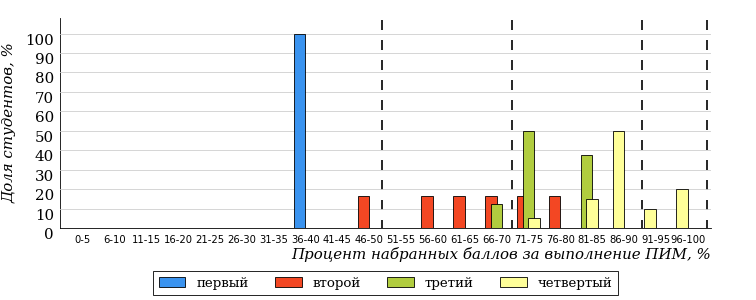 Доля студентов, %
100
90
80
70
60
50
40
30
20
10
0
0-5 6-10 11-15 16-20 21-25 26-30 31-35 36-40 41-45 46-50 51-55 56-60 61-65 66-70 71-75 76-80 81-85 86-90 91-95 96-100
Процент набранных баллов за выполнение ПИМ, %
первый второй третий четвертый